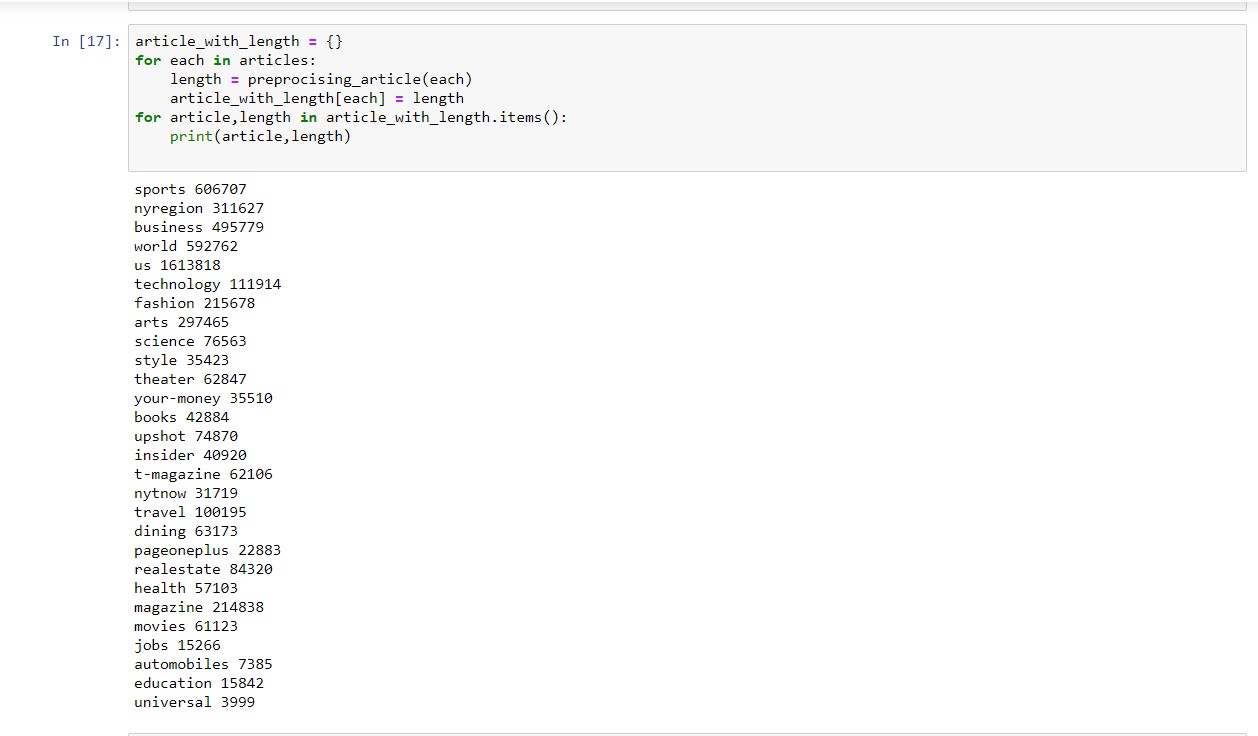 In [17]: article_with_length = {}
for each in articles:
    length = preprocising_article(each)
    article_with_length[each] = length
for article,length in article_with_length.items():
    print(article,length)
sports 606707
nyregion 311627
business 495779
world 592762
us 1613818
technology 111914
fashion 215678
arts 297465
science 76563
style 35423
theater 62847
your-money 35510
books 42884
upshot 74870
insider 40920
t-magazine 62106
nytnow 31719
travel 100195
dining 63173
pageoneplus 22883
realestate 84320
health 57103
magazine 214838
movies 61123
jobs 15266
automobiles 7385
education 15842
universal 3999